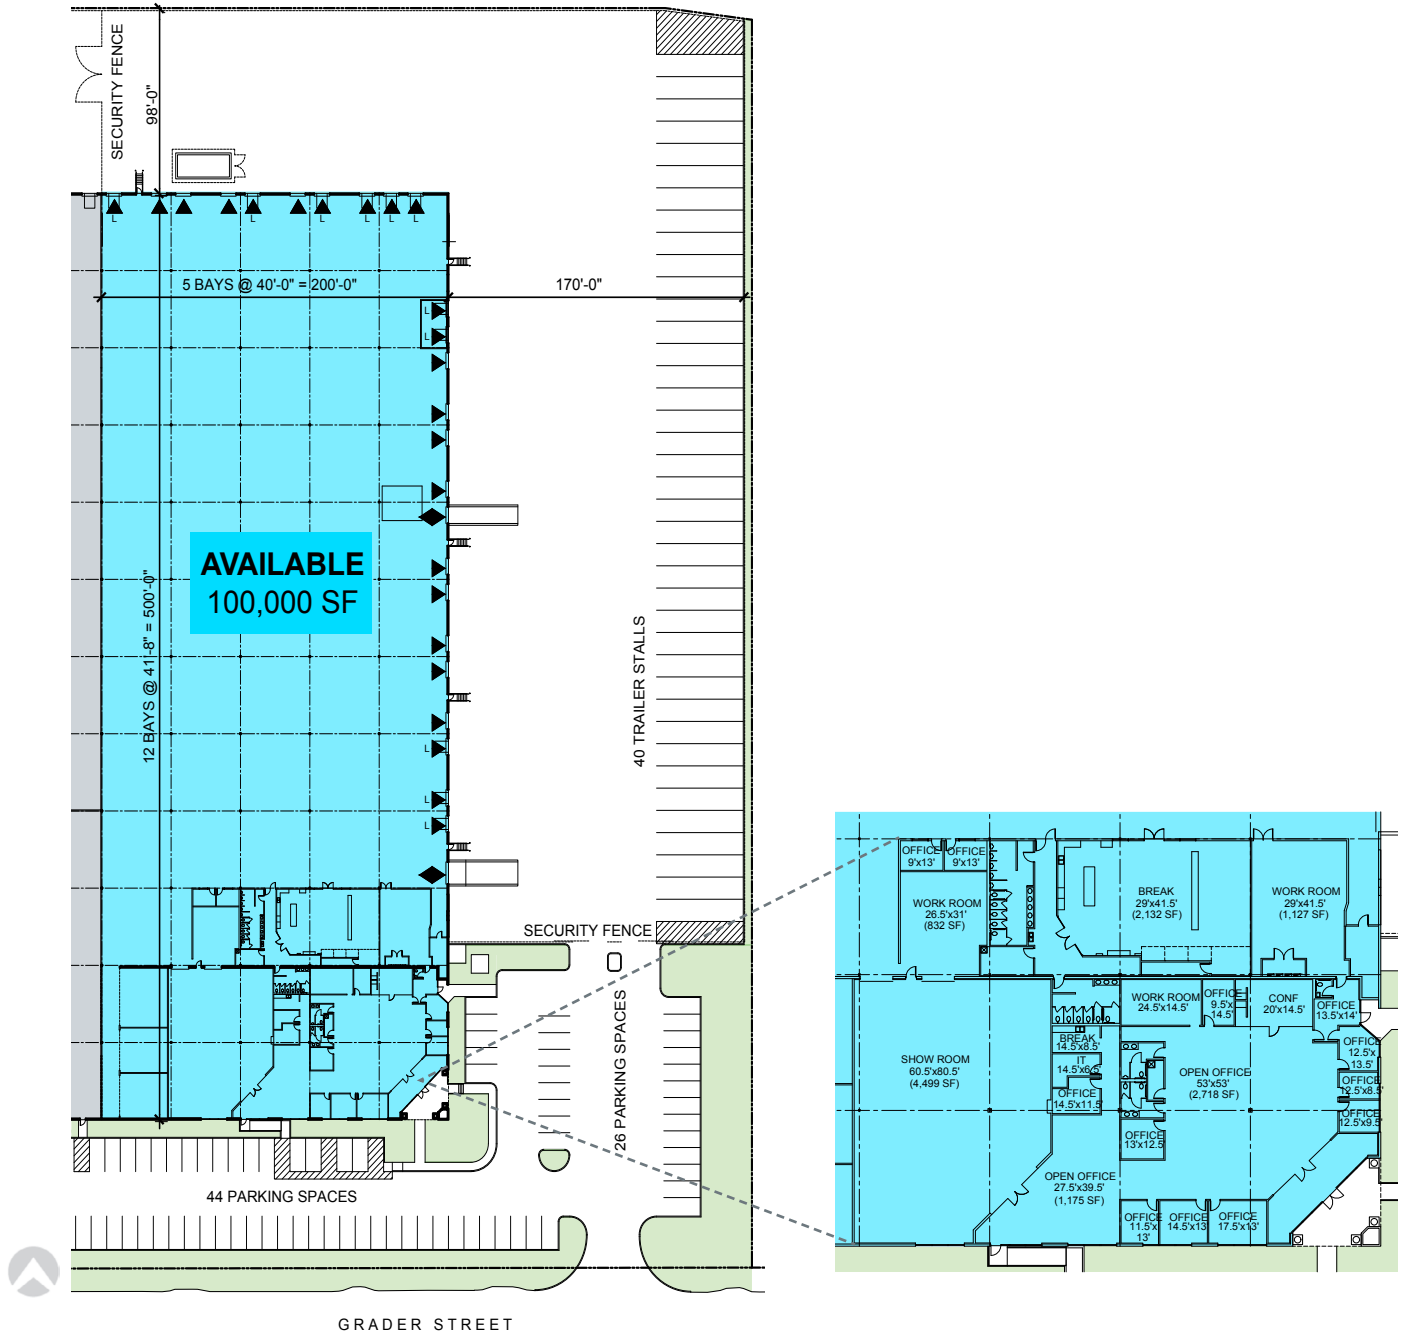 SECURITY FENCE
98'-0"
L
L
L
L
L
5 BAYS @ 40'-0" = 200'-0"
170'-0"
L
L
AVAILABLE
100,000 SF
12 BAYS @ 41'-8" = 500'-0"
40 TRAILER STALLS
L
L
L
SECURITY FENCE
26 PARKING SPACES
44 PARKING SPACES
GRADER STREET
OFFICE
9'x13'
OFFICE
9'x13'
WORK ROOM
26.5'x31'
(832 SF)
BREAK
29'x41.5'
(2,132 SF)
WORK ROOM
29'x41.5'
(1,127 SF)
WORK ROOM
24.5'x14.5'
OFFICE
9.5'x
14.5'
CONF
20'x14.5'
OFFICE
13.5'x14'
BREAK
14.5'x8.5'
IT
14.5'x6.5'
OFFICE
14.5'x11.5'
SHOW ROOM
60.5'x80.5'
(4,499 SF)
OPEN OFFICE
53'x53'
(2,718 SF)
OFFICE
12.5'x
13.5'
OFFICE
12.5'x8.5'
OFFICE
12.5'x9.5'
OFFICE
13'x12.5'
OPEN OFFICE
27.5'x39.5'
(1,175 SF)
OFFICE
11.5'x
13'
OFFICE
14.5'x13'
OFFICE
17.5'x13'